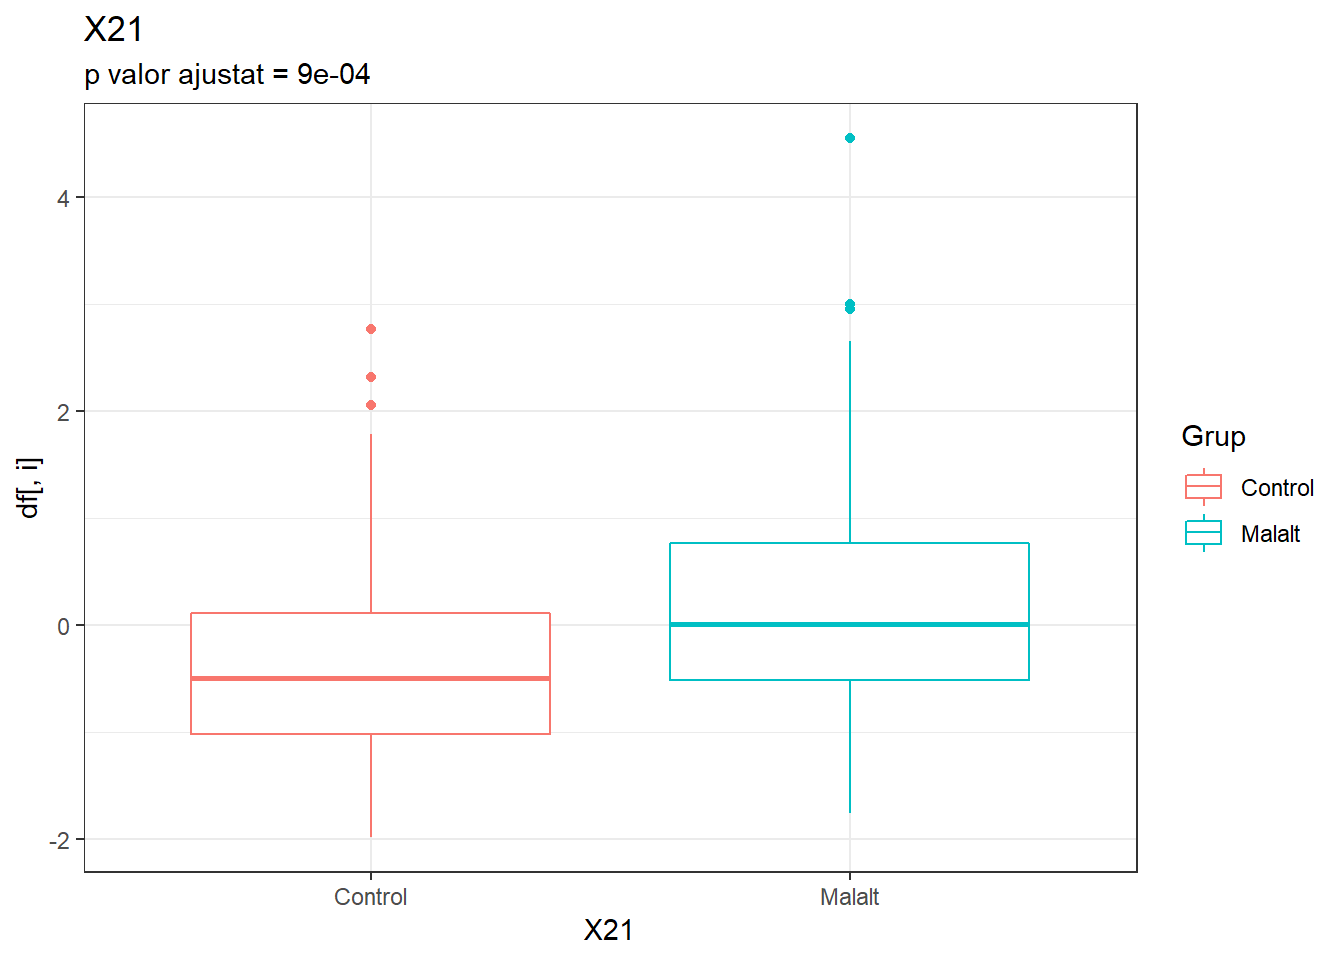 X21
p valor ajustat = 9e-04
df[, i]
4
2
0
-2
Control
Malalt
X21
Grup
Control
Malalt